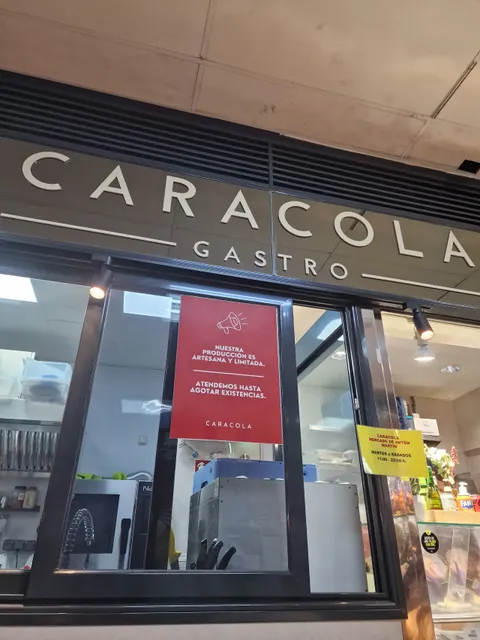 CARACOLA
GASTRO
NUESTRA
PRODUCCIÓN ES
ARTESANA Y LIMITADA.
ATENDEMOS HASTA
AGOTAR EXISTENCIAS.
CARACOLA
CARACOLA
MERCADO DE ANTÓN
MARTÍN
MARTES A SÁBADOS